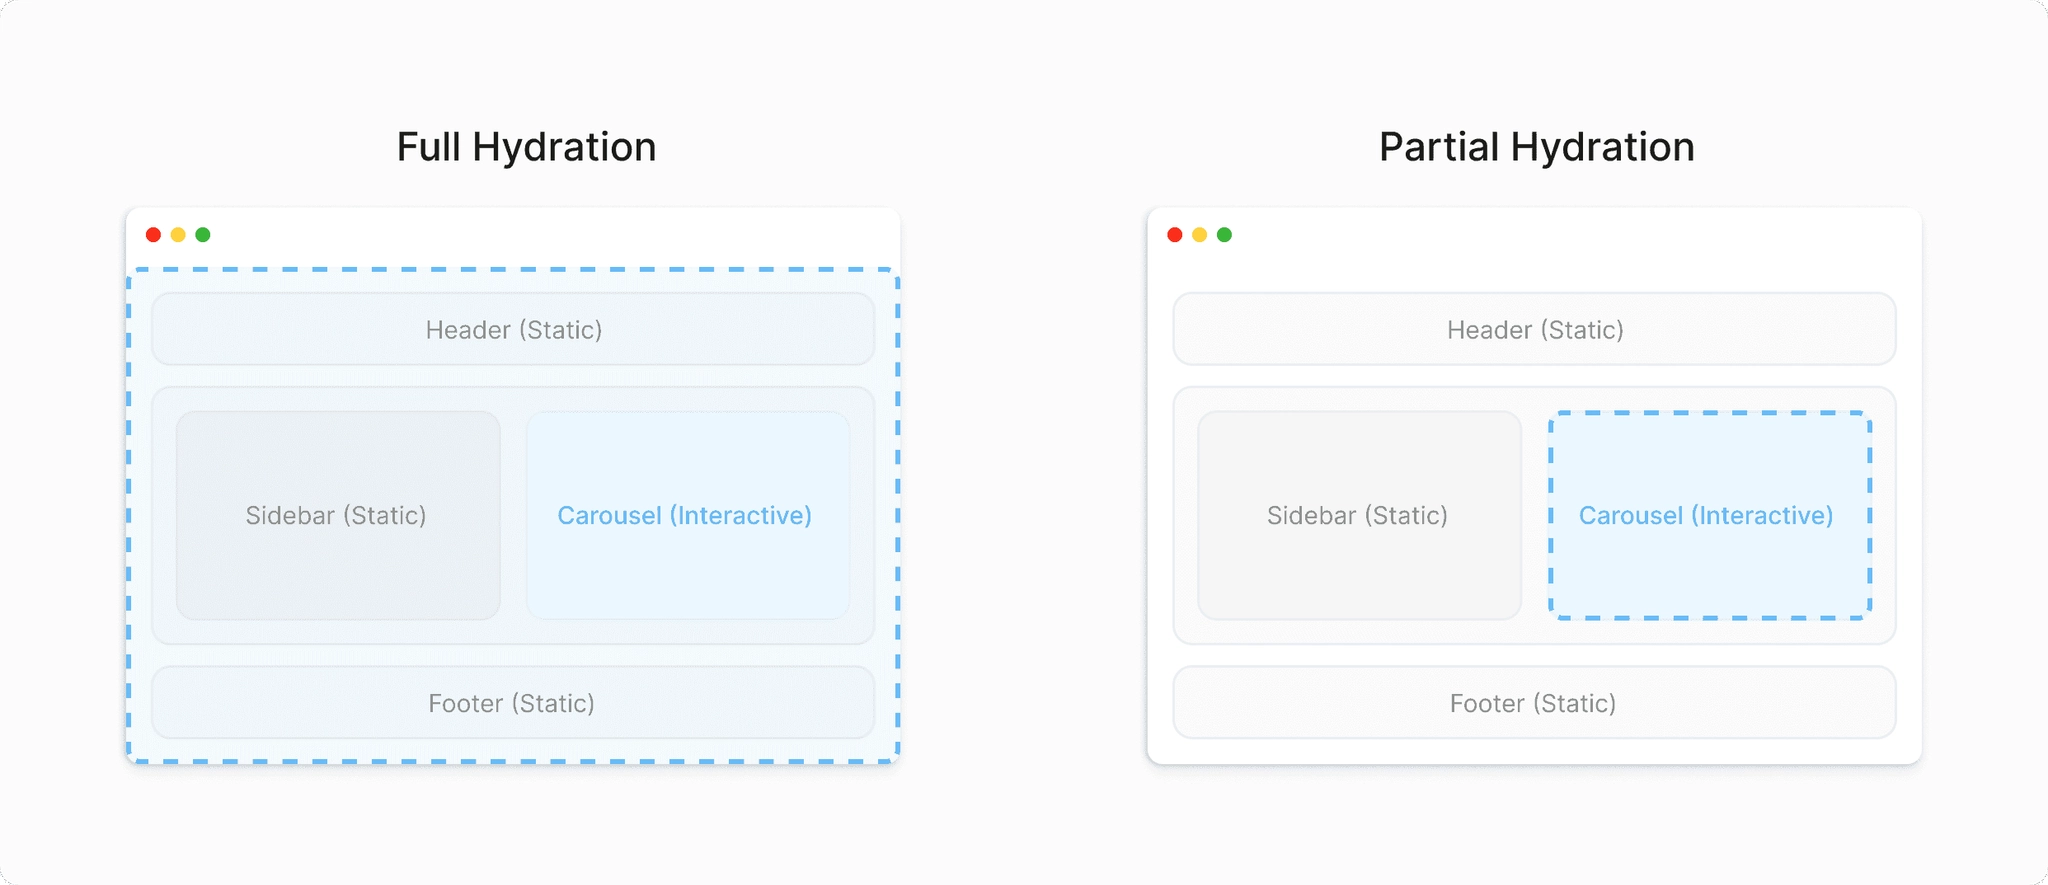 Full Hydration
Header (Static)
Sidebar (Static)
Carousel (Interactive)
Footer (Static)
Partial Hydration
Header (Static)
Sidebar (Static)
Carousel (Interactive)
Footer (Static)